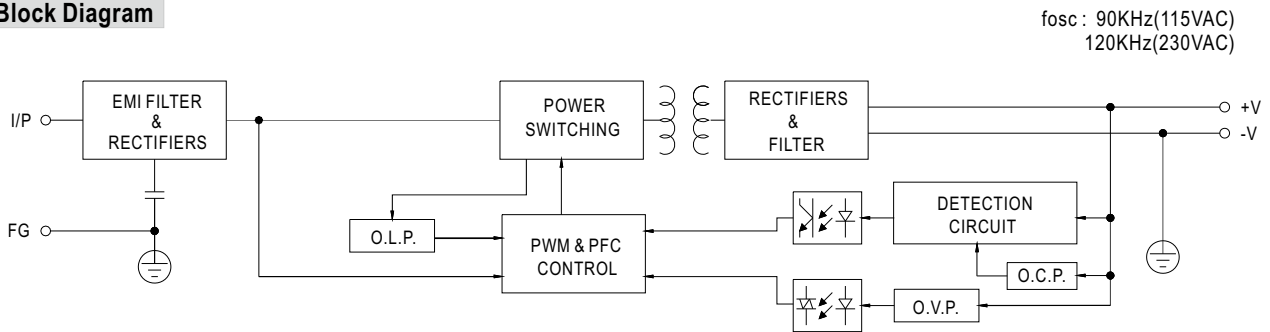 Block Diagram
fosc : 90KHz(115VAC)
120KHz(230VAC)
I/P
EMI FILTER
&
RECTIFIERS
POWER
SWITCHING
RECTIFIERS
&
FILTER
+V
-V
FG
O.L.P.
PWM & PFC
CONTROL
DETECTION
CIRCUIT
O.C.P.
O.V.P.